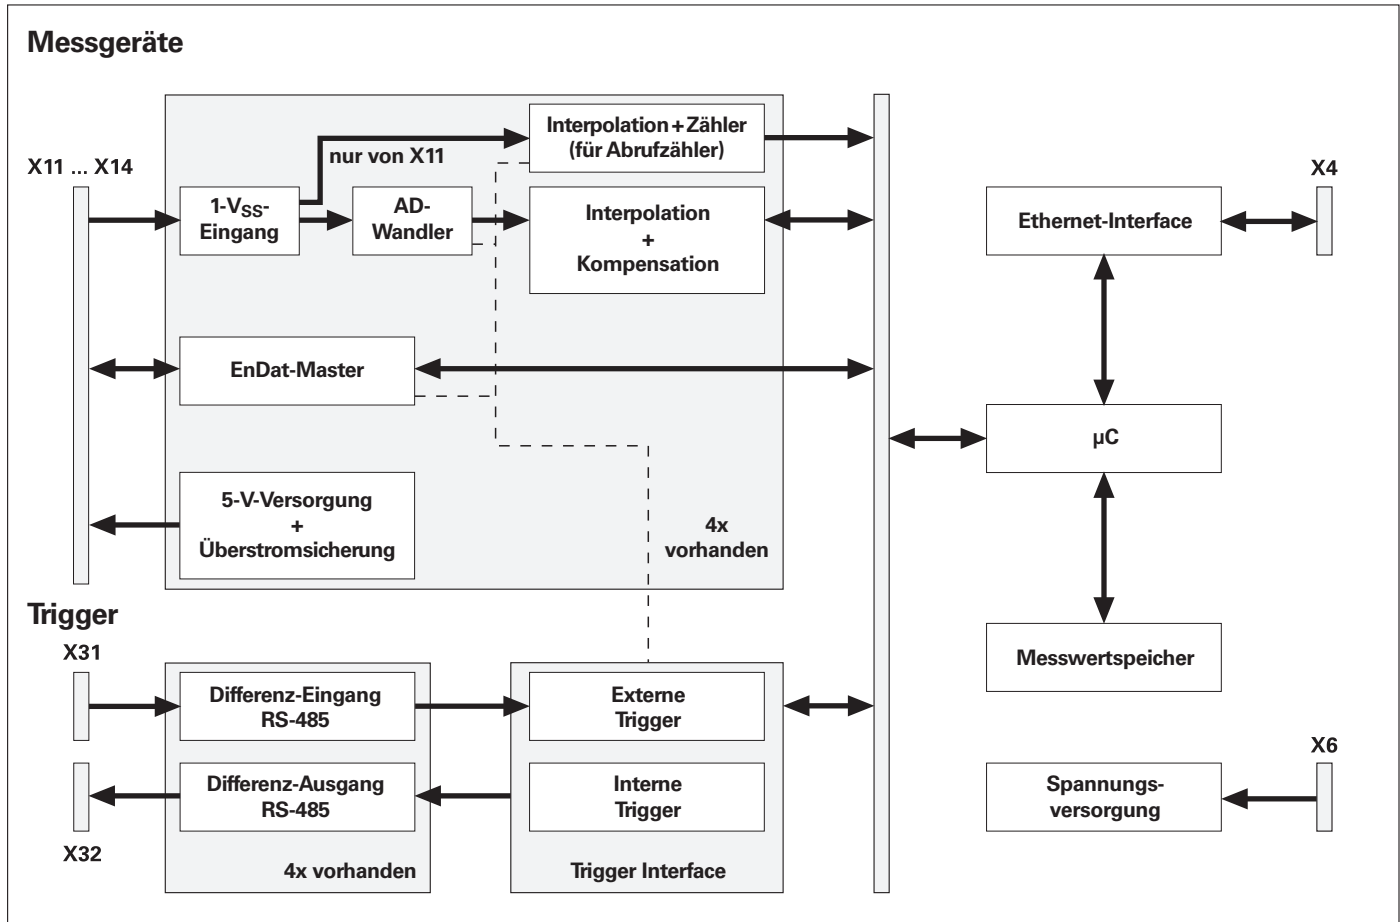 Messgeräte
X11 ... X14
Interpolation + Zähler
(für Abrufzähler)
nur von X11
1-VSS-
Eingang
AD-
Wandler
Interpolation
+
Kompensation
EnDat-Master
5-V-Versorgung
+
Überstromsicherung
4x
vorhanden
Ethernet-Interface
X4
µC
Messwertspeicher
X6
Spannungs-
versorgung
Trigger
X31
Differenz-Eingang
RS-485
Externe
Trigger
Differenz-Ausgang
RS-485
Interne
Trigger
X32
4x vorhanden
Trigger Interface